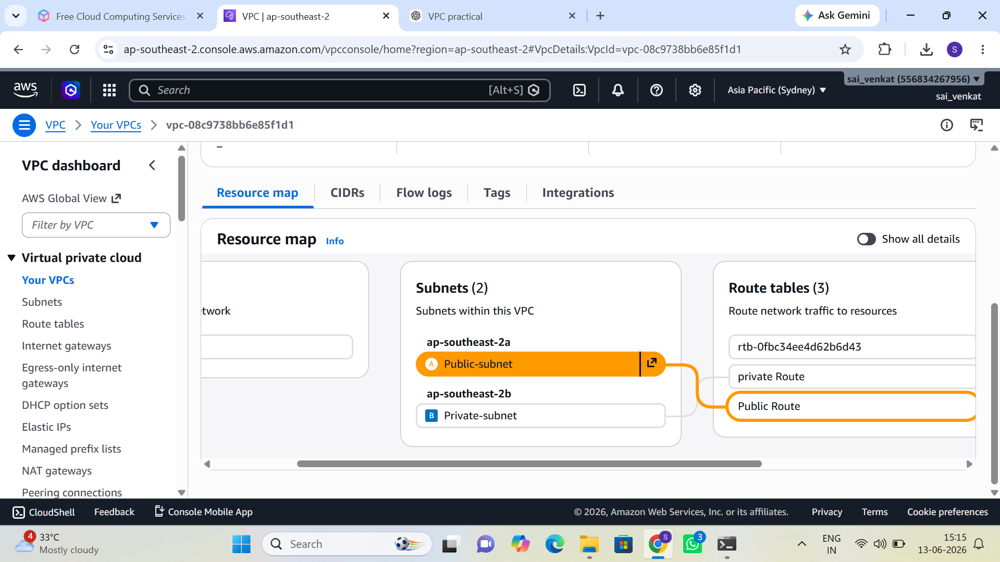 Free Cloud Computing Services
VPC | ap-southeast-2
VPC practical
Ask Gemini
ap-southeast-2.console.aws.amazon.com/vpcconsole/home?region=ap-southeast-2#VpcDetails:VpcId=vpc-08c9738bb6e85f1d1
S
aws
Search
[Alt+S]
Asia Pacific (Sydney)
sai_venkat (556834267956)
sai_venkat
VPC
Your VPCs
vpc-08c9738bb6e85f1d1
VPC dashboard
AWS Global View
Filter by VPC
Virtual private cloud
Your VPCs
Subnets
Route tables
Internet gateways
Egress-only internet
gateways
DHCP option sets
Elastic IPs
Managed prefix lists
NAT gateways
Peering connections
–
Resource map
CIDRs
Flow logs
Tags
Integrations
Resource map Info
Show all details
twork
Subnets (2)
Subnets within this VPC
ap-southeast-2a
A Public-subnet
ap-southeast-2b
B Private-subnet
Route tables (3)
Route network traffic to resources
rtb-0fbc34ee4d62b6d43
private Route
Public Route
CloudShell
Feedback
Console Mobile App
© 2026, Amazon Web Services, Inc. or its affiliates.
Privacy
Terms
Cookie preferences
4
33°C
Mostly cloudy
Search
S
3
ENG
IN
15:15
13-06-2026